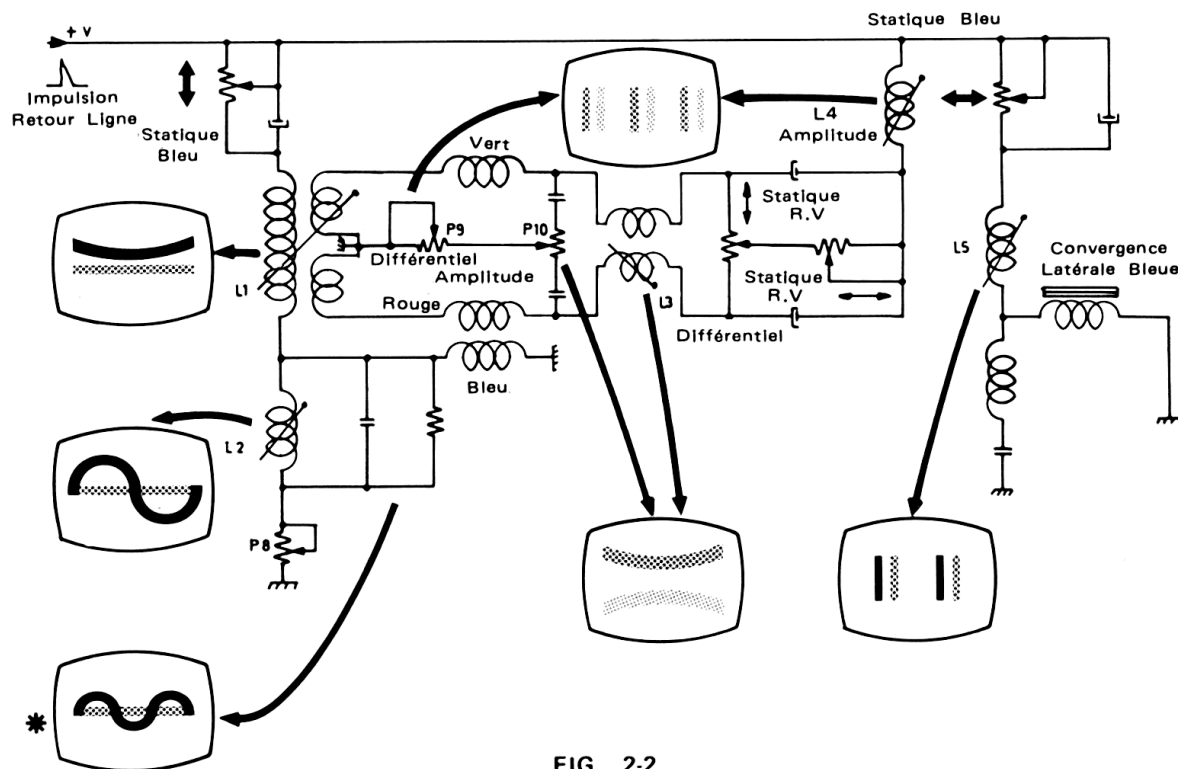 + V
Impulsion
Retour Ligne
Statique
Bleu
Statique Bleu
L4
Amplitude
Vert
P9
P10
Différentiel
Amplitude
Statique
R.V
Statique
R.V
L1
L3
Rouge
Différentiel
L5
Convergence
Latérale Bleue
Bleu
L2
P8
*
FIG. 2-2